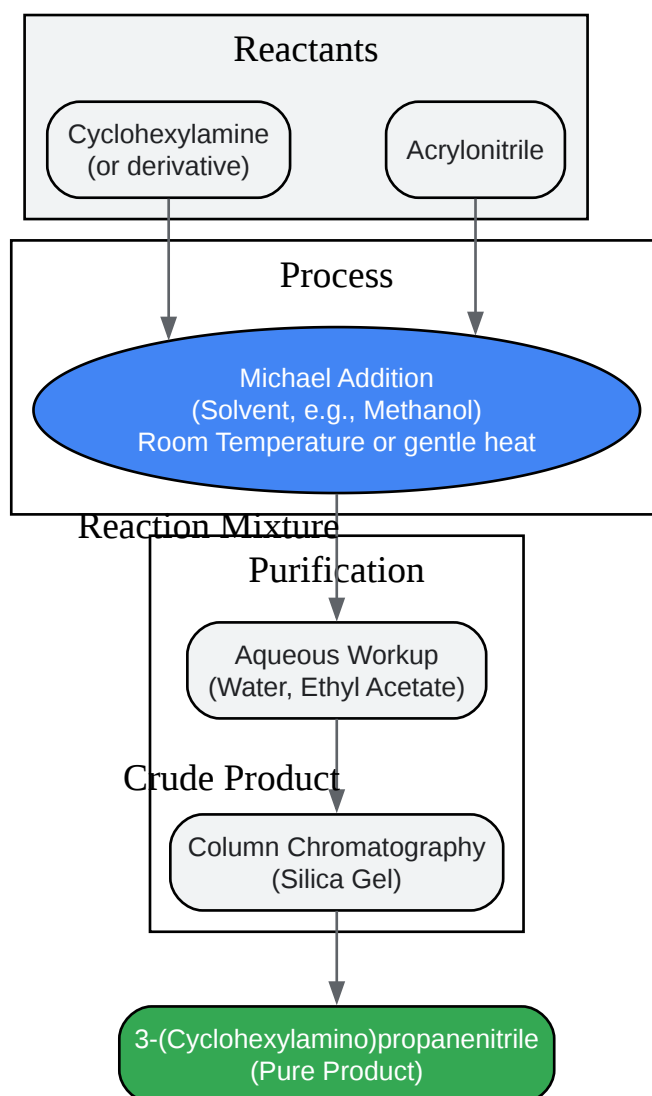 Reactants
Cyclohexylamine
(or derivative)
Acrylonitrile
Process
Michael Addition
(Solvent, e.g., Methanol)
Room Temperature or gentle heat
Reaction Mixture
Purification
Aqueous Workup
(Water, Ethyl Acetate)
Crude Product
Column Chromatography
(Silica Gel)
3-(Cyclohexylamino)propanenitrile
(Pure Product)